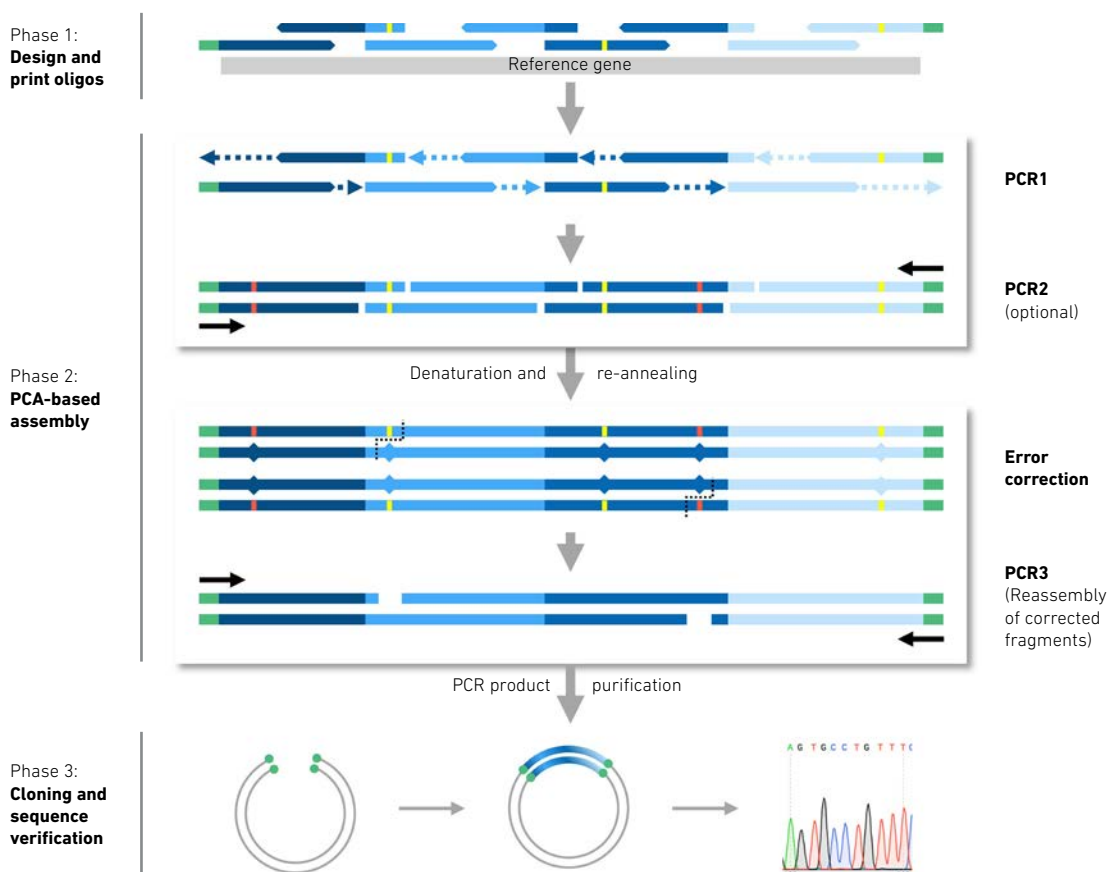 Phase 1:
Design and
print oligos
Reference gene
PCR1
PCR2
(optional)
Denaturation and re-annealing
Phase 2:
PCA-based
assembly
Error
correction
PCR3
(Reassembly
of corrected
fragments)
PCR product purification
Phase 3:
Cloning and
sequence
verification
A G T G C C T G T T T C